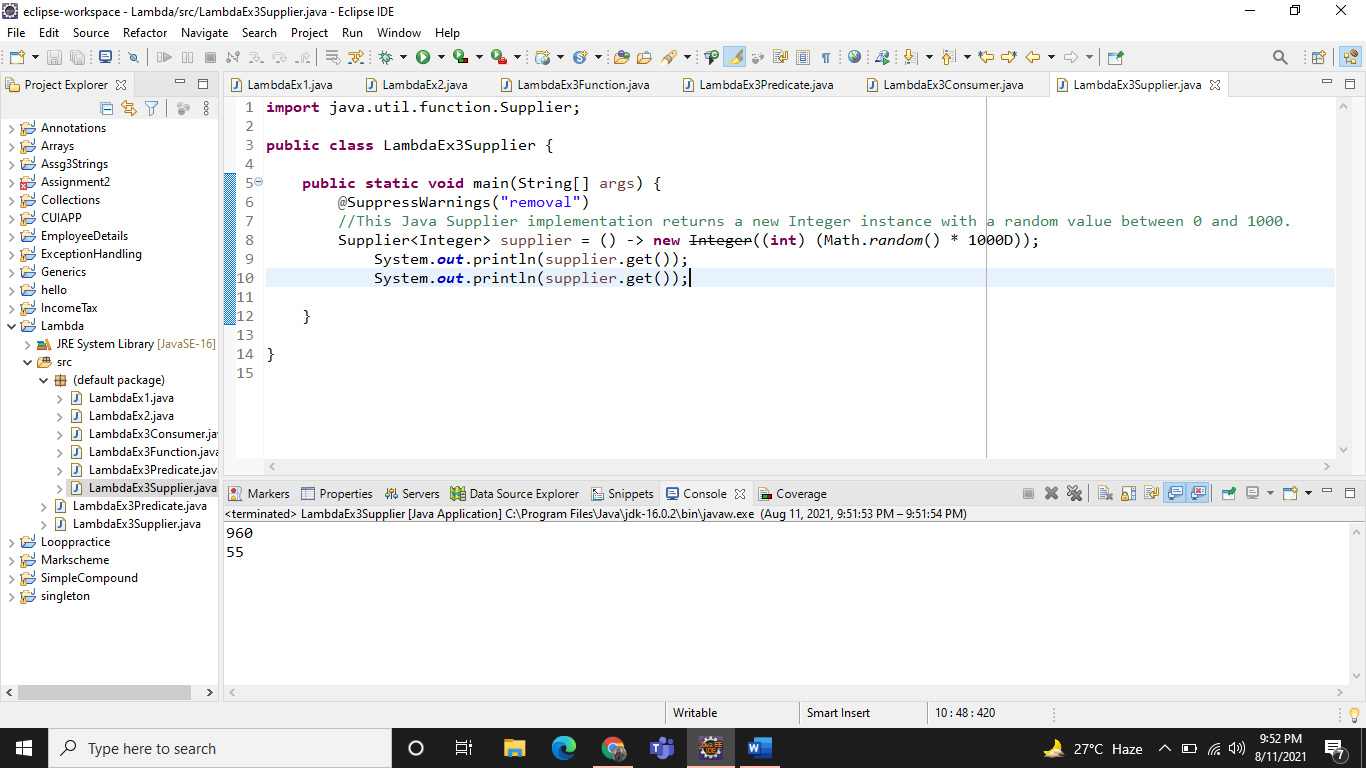 eclipse-workspace - Lambda/src/LambdaEx3Supplier.java - Eclipse IDE
File Edit Source Refactor Navigate Search Project Run Window Help
Project Explorer
LambdaEx1.java LambdaEx2.java LambdaEx3Function.java LambdaEx3Predicate.java LambdaEx3Consumer.java LambdaEx3Supplier.java
Annotations
Arrays
Assg3Strings
Assignment2
Collections
CUIAPP
EmployeeDetails
ExceptionHandling
Generics
hello
IncomeTax
Lambda
JRE System Library [JavaSE-16]
src
(default package)
LambdaEx1.java
LambdaEx2.java
LambdaEx3Consumer.ja
LambdaEx3Function.java
LambdaEx3Predicate.jav
LambdaEx3Supplier.java
LambdaEx3Predicate.java
LambdaEx3Supplier.java
Looppractice
Markscheme
SimpleCompound
singleton
1 import java.util.function.Supplier;
2
3 public class LambdaEx3Supplier {
4
5 public static void main(String[] args) {
6 @SuppressWarnings("removal")
7 //This Java Supplier implementation returns a new Integer instance with a random value between 0 and 1000.
8 Supplier<Integer> supplier = () -> new Integer((int) (Math.random() * 1000D));
9 System.out.println(supplier.get());
10 System.out.println(supplier.get());
11
12 }
13
14 }
15
Markers Properties Servers Data Source Explorer Snippets Console Coverage
<terminated> LambdaEx3Supplier [Java Application] C:\Program Files\Java\jdk-16.0.2\bin\javaw.exe (Aug 11, 2021, 9:51:53 PM – 9:51:54 PM)
960
55
Writable Smart Insert 10 : 48 : 420
Type here to search
27°C Haze
9:52 PM
8/11/2021
7